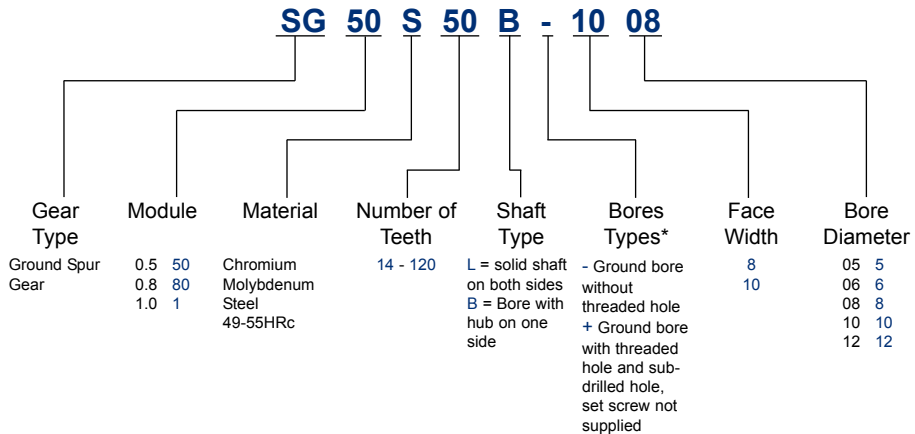 SG 50 S 50 B - 10 08
Gear
Type
Ground Spur
Gear
Module
0.5 50
0.8 80
1.0 1
Material
Chromium
Molybdenum
Steel
49-55HRc
Number of
Teeth
14 - 120
Shaft
Type
L = solid shaft
on both sides
B = Bore with
hub on one
side
Bores
Types*
- Ground bore
without
threaded hole
+ Ground bore
with threaded
hole and sub-
drilled hole,
set screw not
supplied
Face
Width
8
10
Bore
Diameter
05 5
06 6
08 8
10 10
12 12